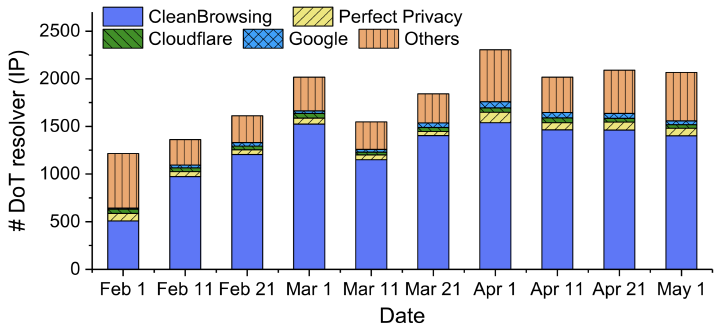 CleanBrowsing Perfect Privacy
Cloudflare Google Others
# DoT resolver (IP)
2500
2000
1500
1000
500
0
Feb 1 Feb 11 Feb 21 Mar 1 Mar 11 Mar 21 Apr 1 Apr 11 Apr 21 May 1
Date